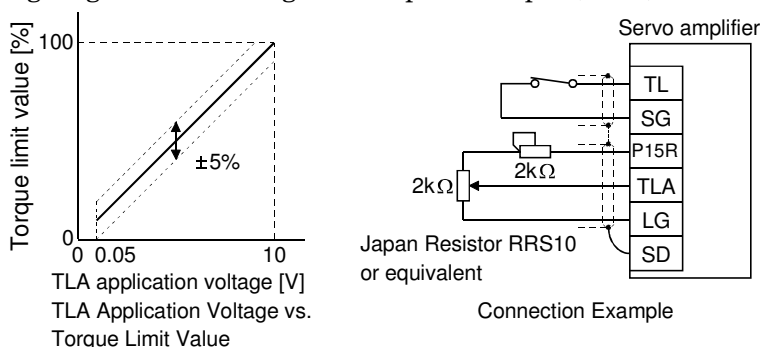 Servo amplifier
Torque limit value [%]
100
±5%
0
0 0.05 10
TLA application voltage [V]
TLA Application Voltage vs.
Torque Limit Value
TL
SG
P15R
2kΩ
2kΩ
TLA
LG
SD
Japan Resistor RRS10
or equivalent
Connection Example